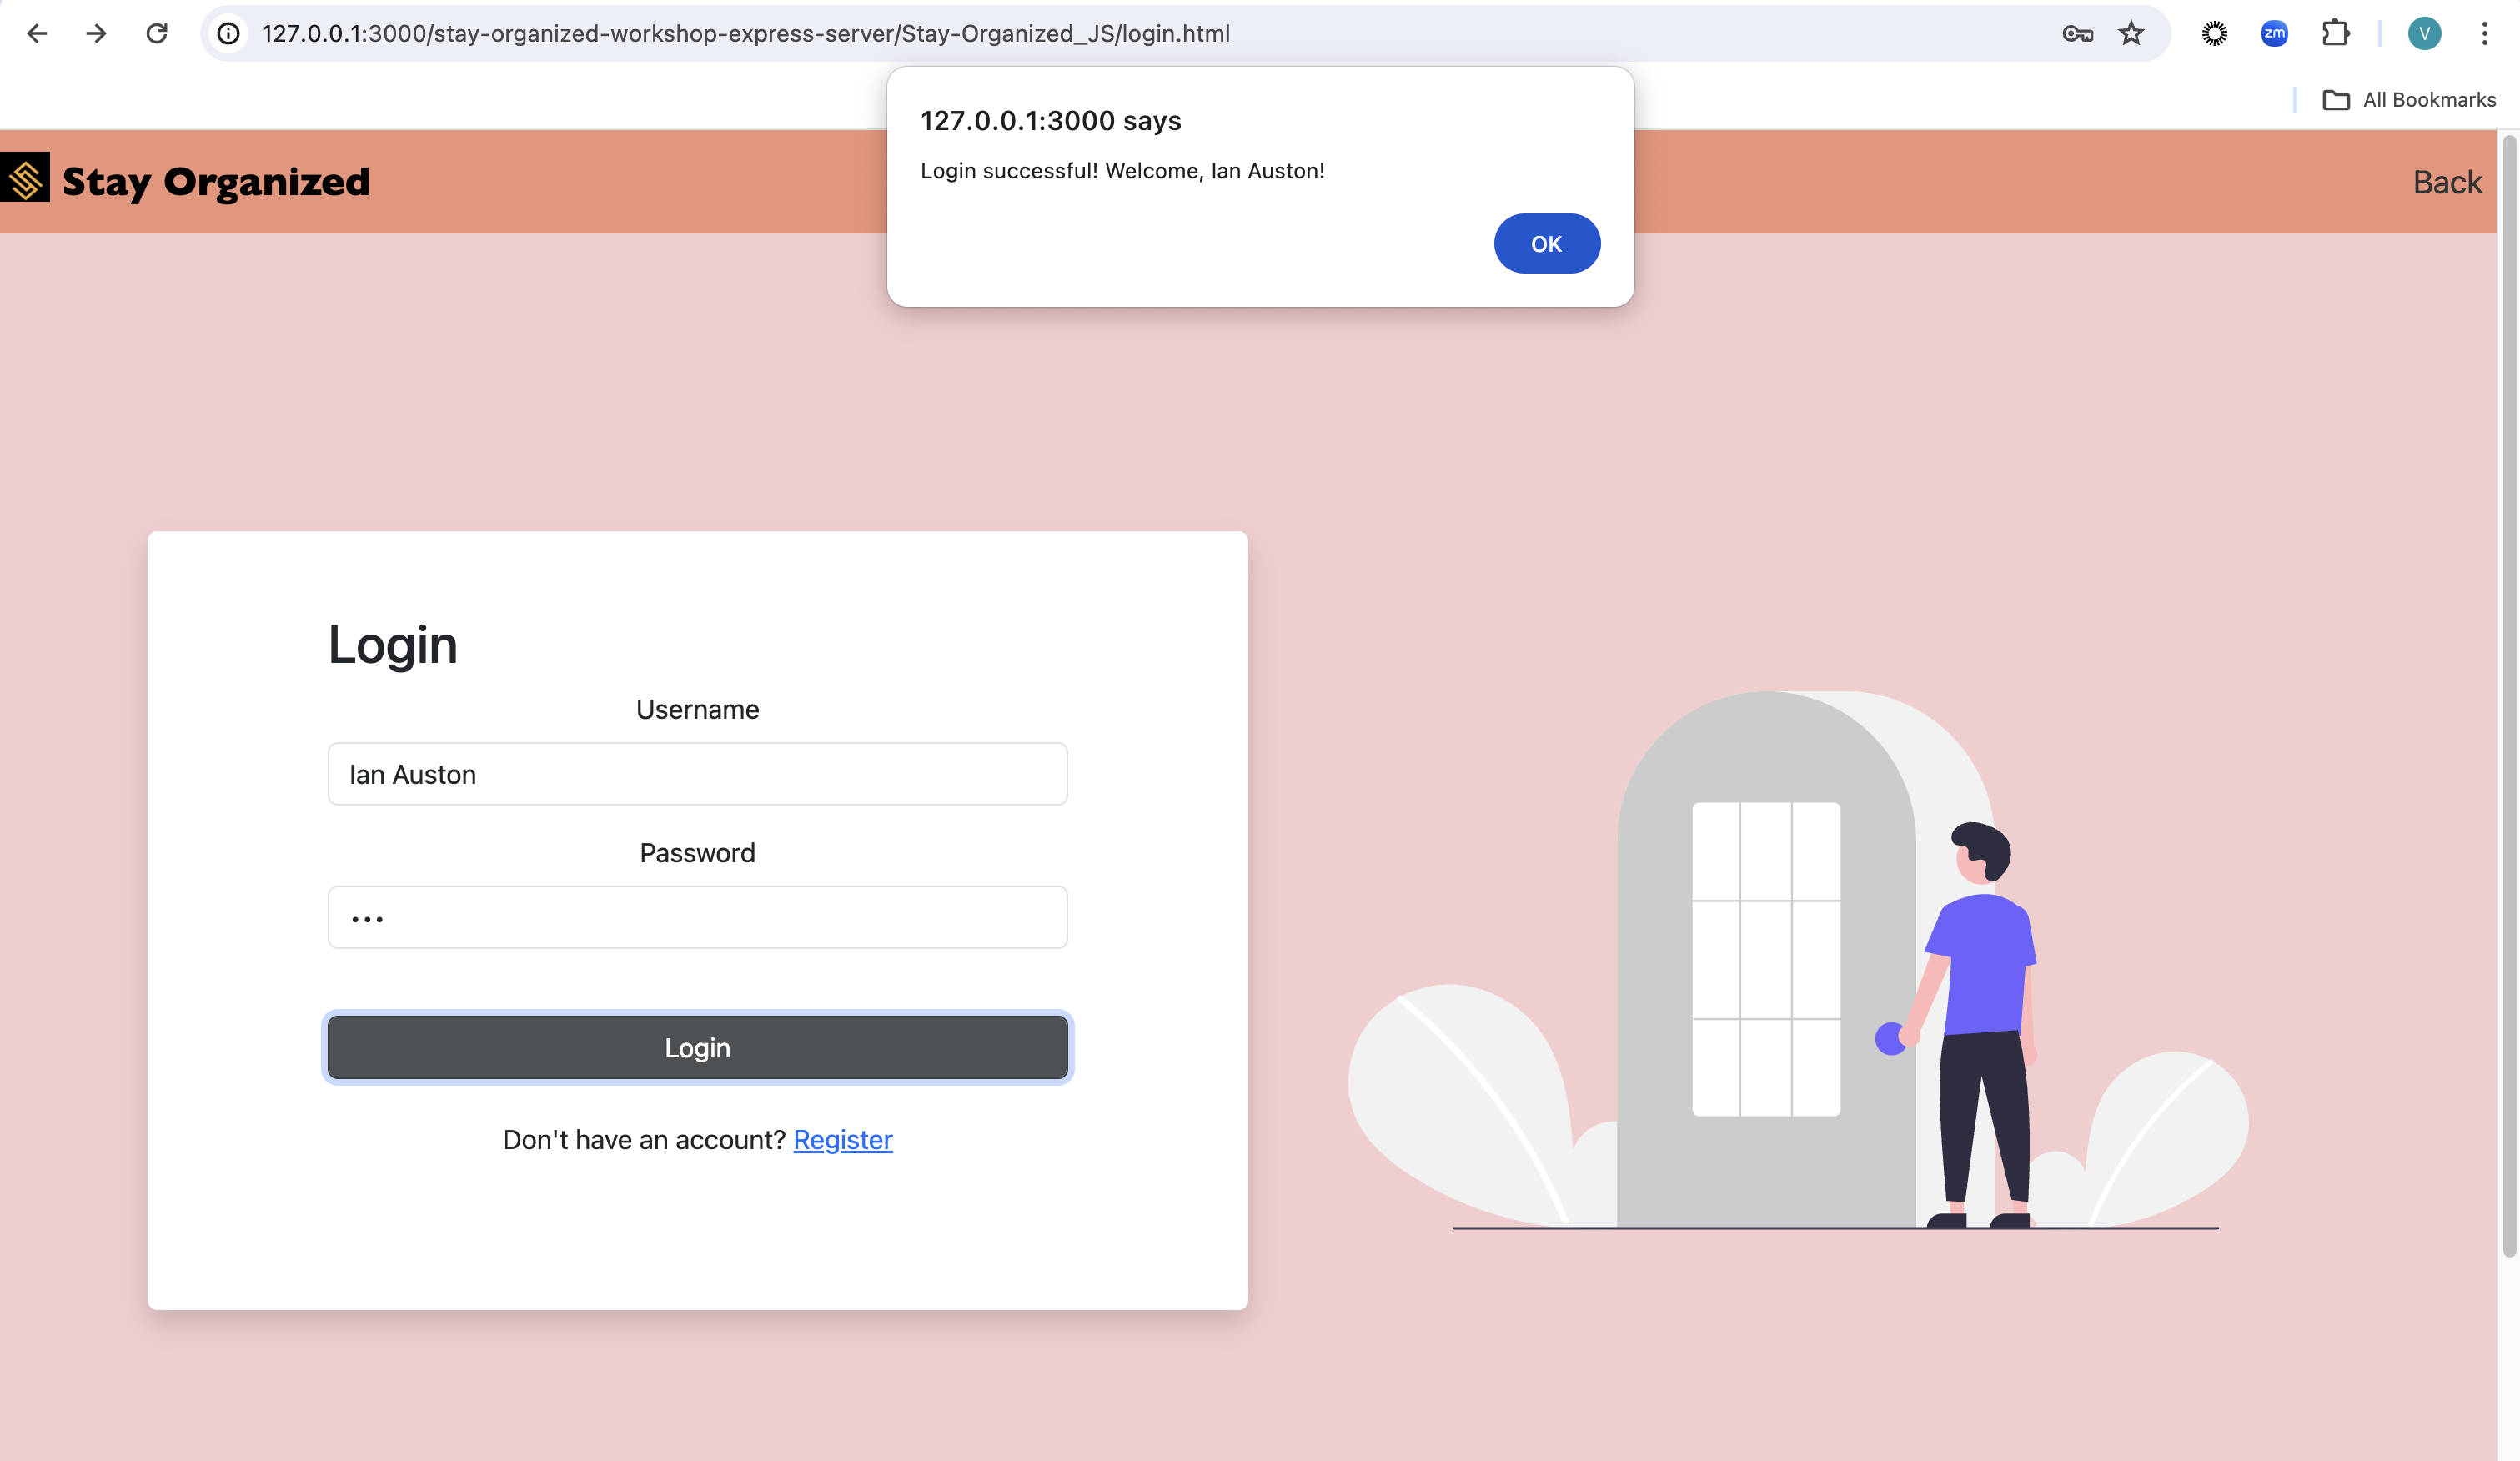 127.0.0.1:3000/stay-organized-workshop-express-server/Stay-Organized_JS/login.html
zm
V
All Bookmarks
127.0.0.1:3000 says
Login successful! Welcome, Ian Auston!
OK
Stay Organized
Back
Login
Username
Ian Auston
Password
Login
Don't have an account? Register